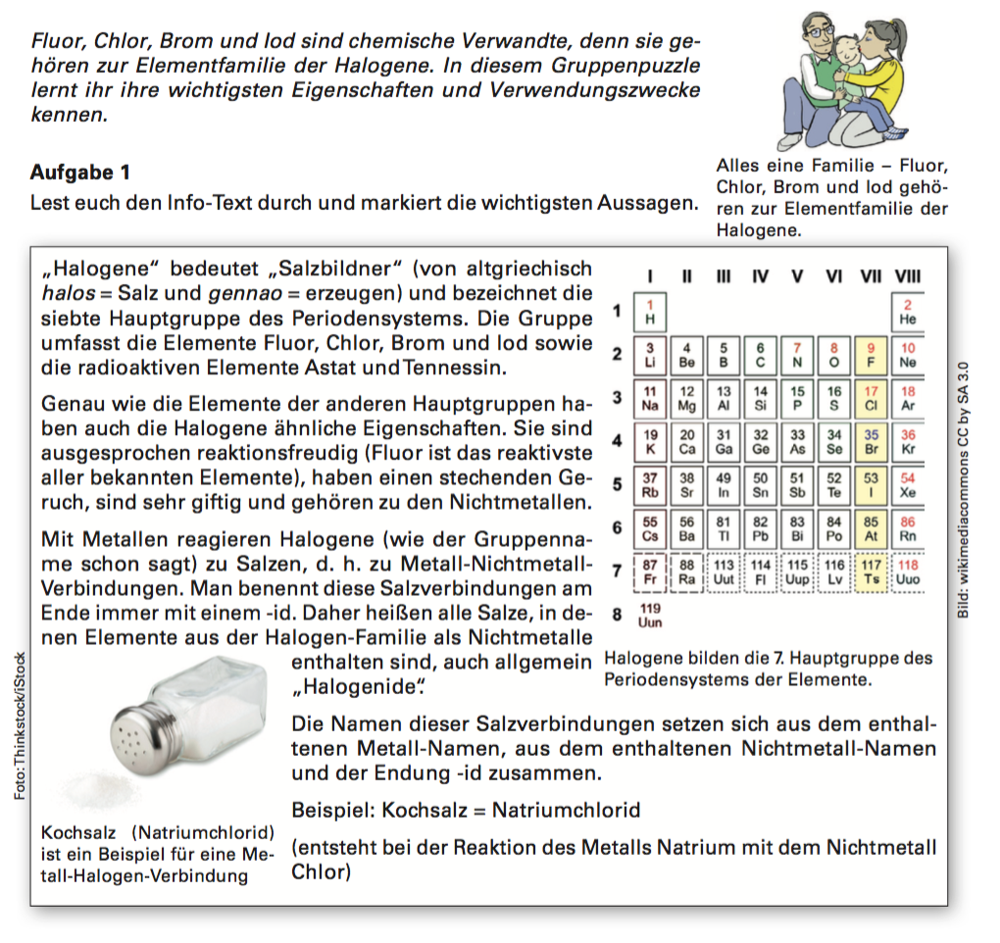 Fluor, Chlor, Brom und Iod sind chemische Verwandte, denn sie ge-
hören zur Elementfamilie der Halogene. In diesem Gruppenpuzzle
lernt ihr ihre wichtigsten Eigenschaften und Verwendungszwecke
kennen.
Aufgabe 1
Lest euch den Info-Text durch und markiert die wichtigsten Aussagen.
Alles eine Familie – Fluor,
Chlor, Brom und Iod gehö-
ren zur Elementfamilie der
Halogene.
„Halogene“ bedeutet „Salzbildner“ (von altgriechisch
halos = Salz und gennao = erzeugen) und bezeichnet die
siebte Hauptgruppe des Periodensystems. Die Gruppe
umfasst die Elemente Fluor, Chlor, Brom und Iod sowie
die radioaktiven Elemente Astat und Tennessin.
Genau wie die Elemente der anderen Hauptgruppen ha-
ben auch die Halogene ähnliche Eigenschaften. Sie sind
ausgesprochen reaktionsfreudig (Fluor ist das reaktivste
aller bekannten Elemente), haben einen stechenden Ge-
ruch, sind sehr giftig und gehören zu den Nichtmetallen.
Mit Metallen reagieren Halogene (wie der Gruppenna-
me schon sagt) zu Salzen, d. h. zu Metall-Nichtmetall-
Verbindungen. Man benennt diese Salzverbindungen am
Ende immer mit einem -id. Daher heißen alle Salze, in de-
nen Elemente aus der Halogen-Familie als Nichtmetalle
enthalten sind, auch allgemein
„Halogenide“.
Die Namen dieser Salzverbindungen setzen sich aus dem enthal-
tenen Metall-Namen, aus dem enthaltenen Nichtmetall-Namen
und der Endung -id zusammen.
Beispiel: Kochsalz = Natriumchlorid
(entsteht bei der Reaktion des Metalls Natrium mit dem Nichtmetall
Chlor)
I II III IV V VI VII VIII
1 1 2
H He
2 3 4 5 6 7 8 9 10
Li Be B C N O F Ne
3 11 12 13 14 15 16 17 18
Na Mg Al Si P S Cl Ar
4 19 20 31 32 33 34 35 36
K Ca Ga Ge As Se Br Kr
5 37 38 49 50 51 52 53 54
Rb Sr In Sn Sb Te I Xe
6 55 56 81 82 83 84 85 86
Cs Ba Tl Pb Bi Po At Rn
7 87 88 113 114 115 116 117 118
Fr Ra Uut Fl Uup Lv Ts Uuo
8 119
Uun
Halogene bilden die 7. Hauptgruppe des
Periodensystems der Elemente.
Bild: wikimediacommons CC by SA 3.0
Foto: Thinkstock/iStock
Kochsalz (Natriumchlorid)
ist ein Beispiel für eine Me-
tall-Halogen-Verbindung